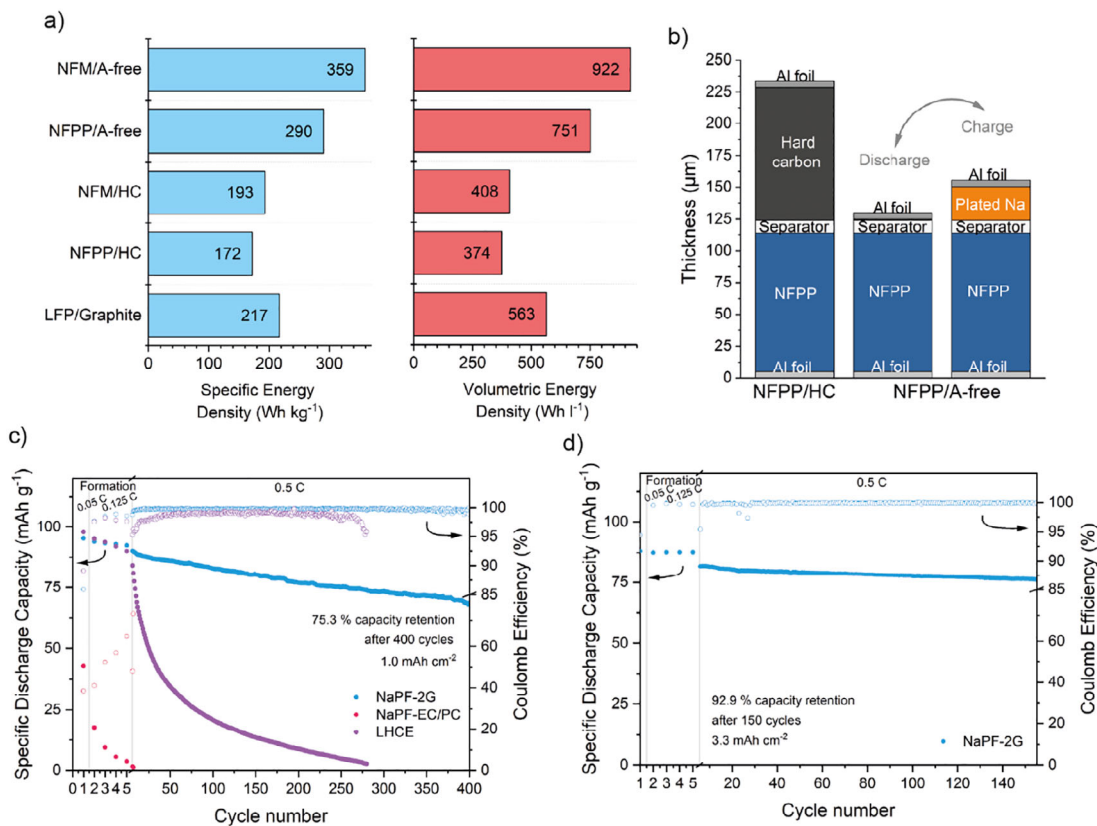 a)
NFM/A-free
NFPP/A-free
NFM/HC
NFPP/HC
LFP/Graphite
359
290
193
172
217
0 100 200 300
Specific Energy
Density (Wh kg⁻¹)
922
751
408
374
563
0 250 500 750
Volumetric Energy
Density (Wh l⁻¹)
b)
Thickness (µm)
250
225
200
175
150
125
100
75
50
25
0
Al foil
Hard
carbon
Separator
NFPP
Al foil
NFPP/HC
Discharge
Charge
Al foil
Separator
NFPP
Al foil
Al foil
Plated Na
Separator
NFPP
Al foil
NFPP/A-free
c)
Specific Discharge Capacity (mAh g⁻¹)
100
75
50
25
0
Formation
0.05 C
0.125 C
0.5 C
75.3 % capacity retention
after 400 cycles
1.0 mAh cm⁻²
NaPF-2G
NaPF-EC/PC
LHCE
100
95
90
85
60
40
20
0
Coulomb Efficiency (%)
0 1 2 3 4 5 50 100 150 200 250 300 350 400
Cycle number
d)
Specific Discharge Capacity (mAh g⁻¹)
100
75
50
25
0
Formation
0.05 C
0.125 C
0.5 C
92.9 % capacity retention
after 150 cycles
3.3 mAh cm⁻²
NaPF-2G
100
95
90
85
60
40
20
0
Coulomb Efficiency (%)
1 2 3 4 5 20 40 60 80 100 120 140
Cycle number